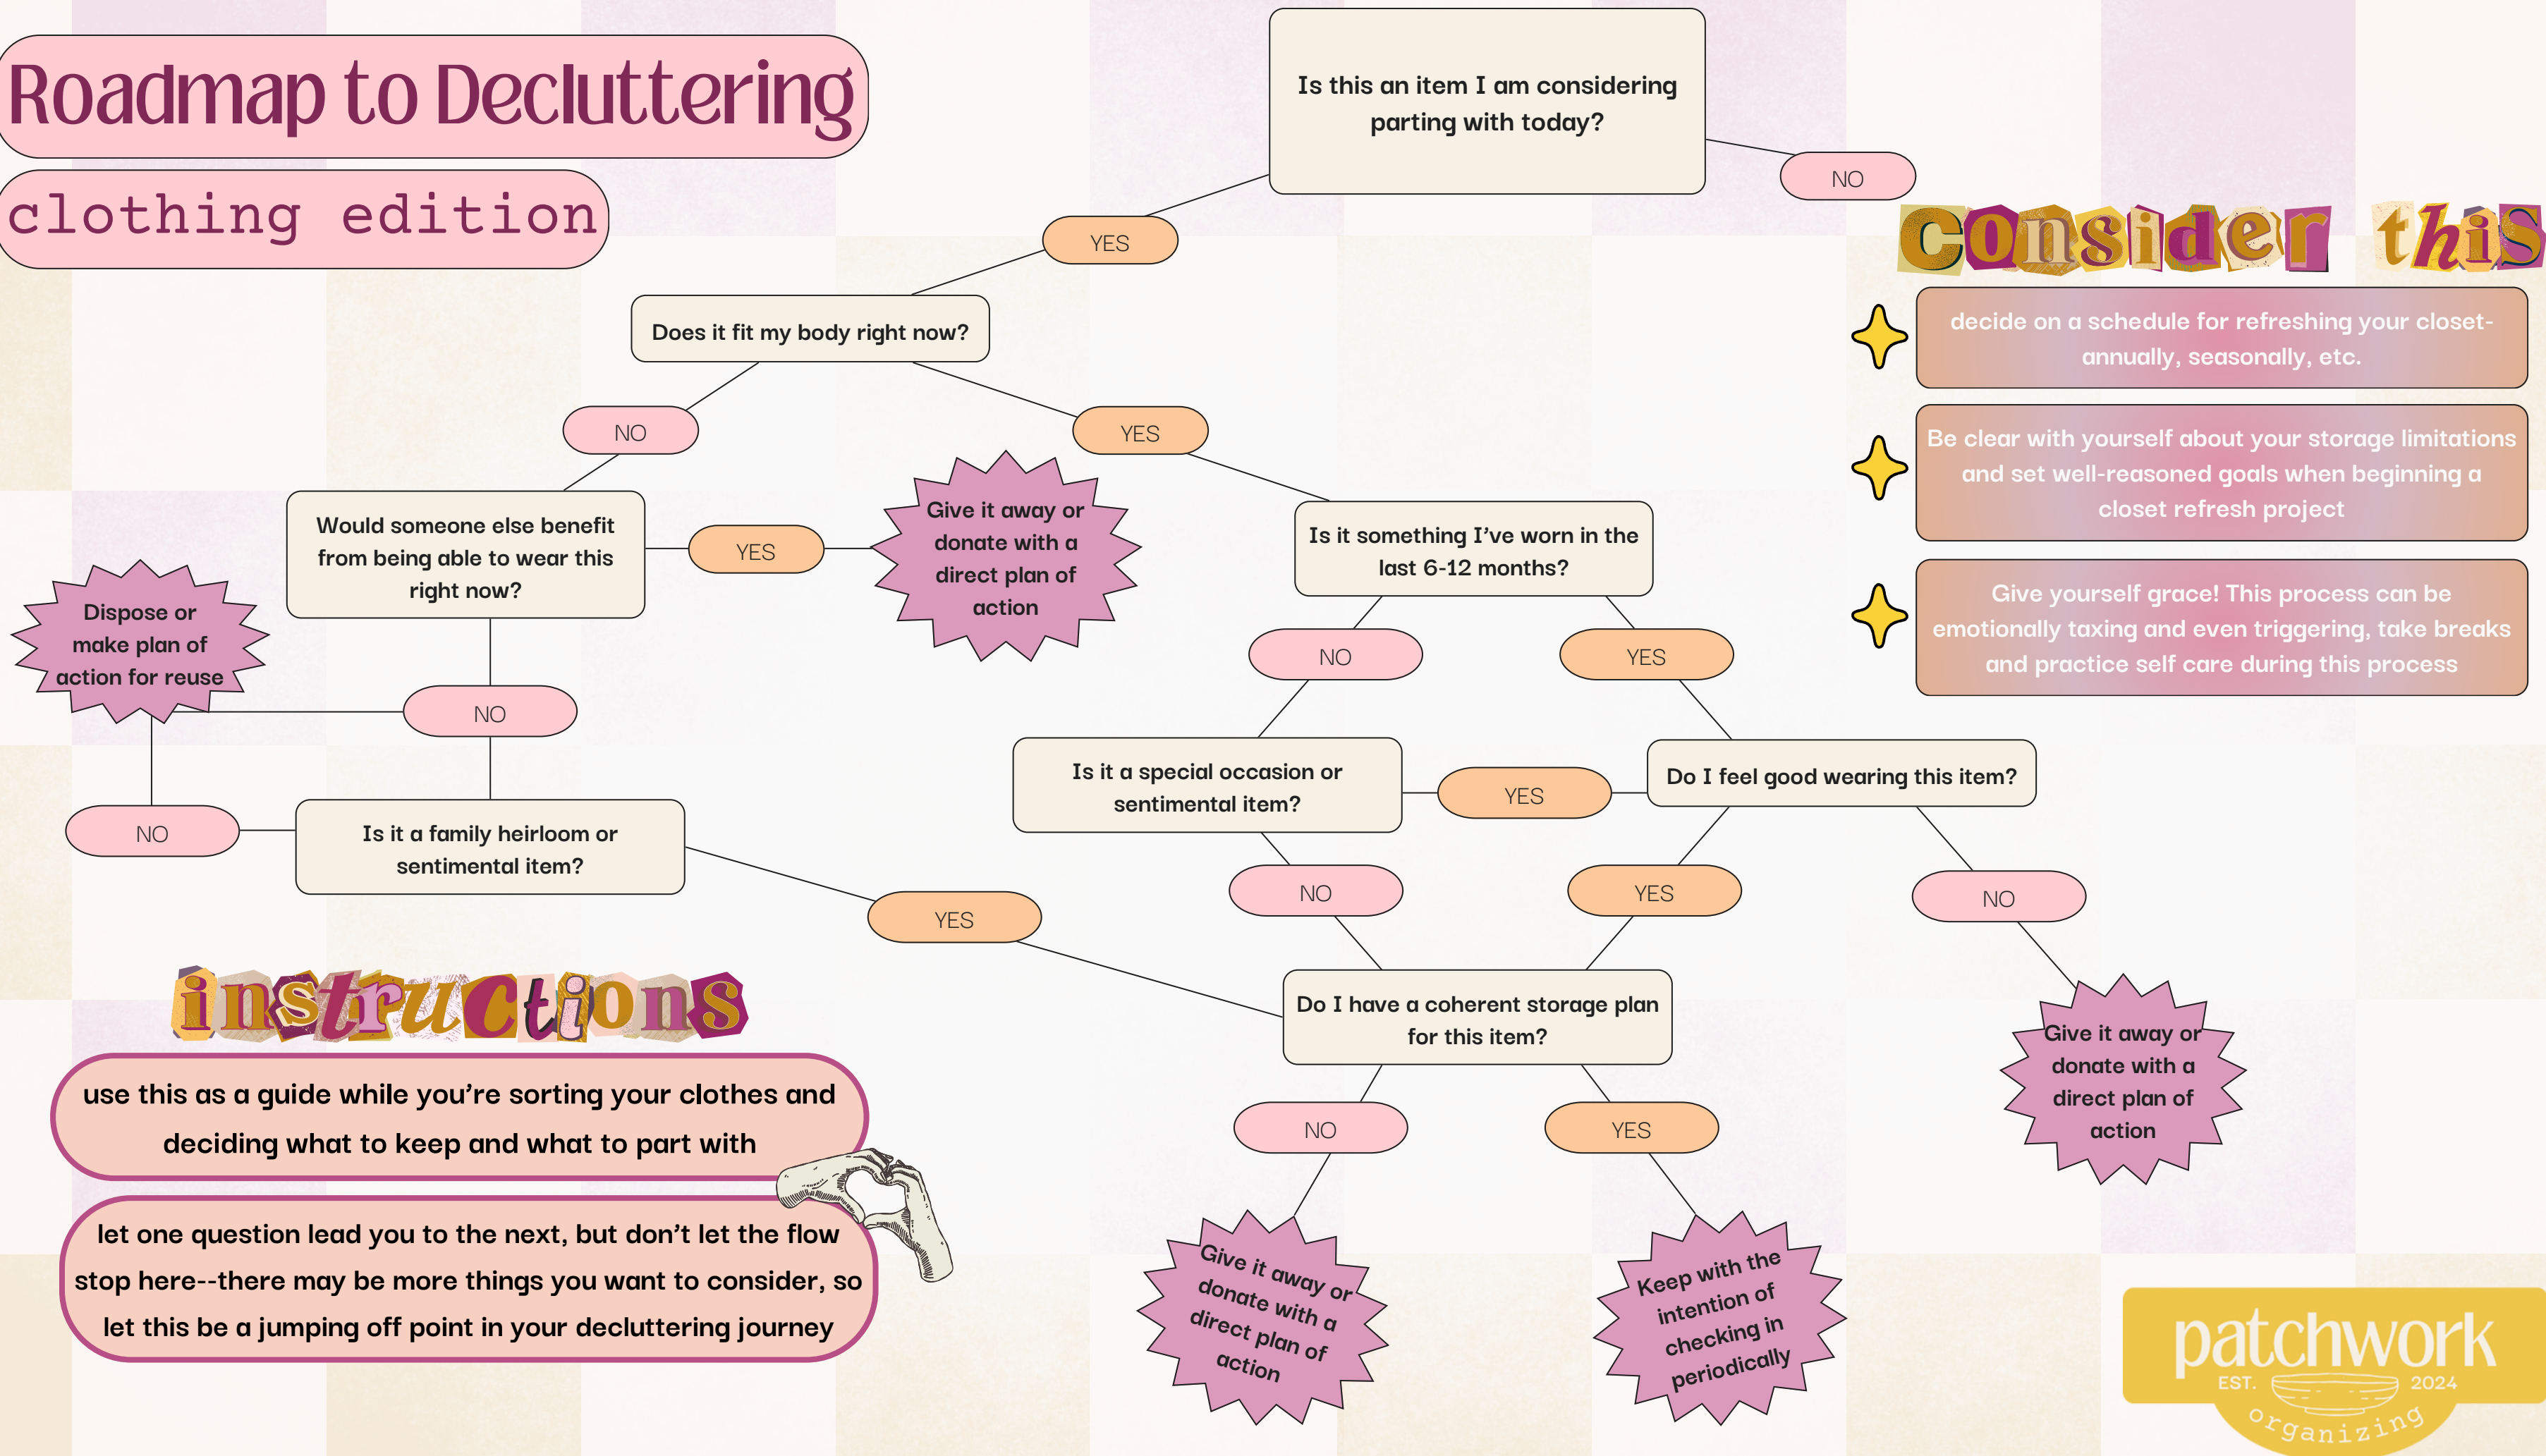 Roadmap to Decluttering
clothing edition
Is this an item I am considering
parting with today?
NO
YES
Does it fit my body right now?
NO
YES
Would someone else benefit
from being able to wear this
right now?
YES
Give it away or
donate with a
direct plan of
action
Is it something I've worn in the
last 6-12 months?
Dispose or
make plan of
action for reuse
NO
NO
YES
Is it a special occasion or
sentimental item?
YES
Do I feel good wearing this item?
NO
Is it a family heirloom or
sentimental item?
YES
NO
YES
NO
Do I have a coherent storage plan
for this item?
Give it away or
donate with a
direct plan of
action
NO
YES
Give it away or
donate with a
direct plan of
action
Keep with the
intention of
checking in
periodically
consider this
decide on a schedule for refreshing your closet-
annually, seasonally, etc.
Be clear with yourself about your storage limitations
and set well-reasoned goals when beginning a
closet refresh project
Give yourself grace! This process can be
emotionally taxing and even triggering, take breaks
and practice self care during this process
instructions
use this as a guide while you're sorting your clothes and
deciding what to keep and what to part with
let one question lead you to the next, but don't let the flow
stop here--there may be more things you want to consider, so
let this be a jumping off point in your decluttering journey
patchwork
EST. 2024
organizing